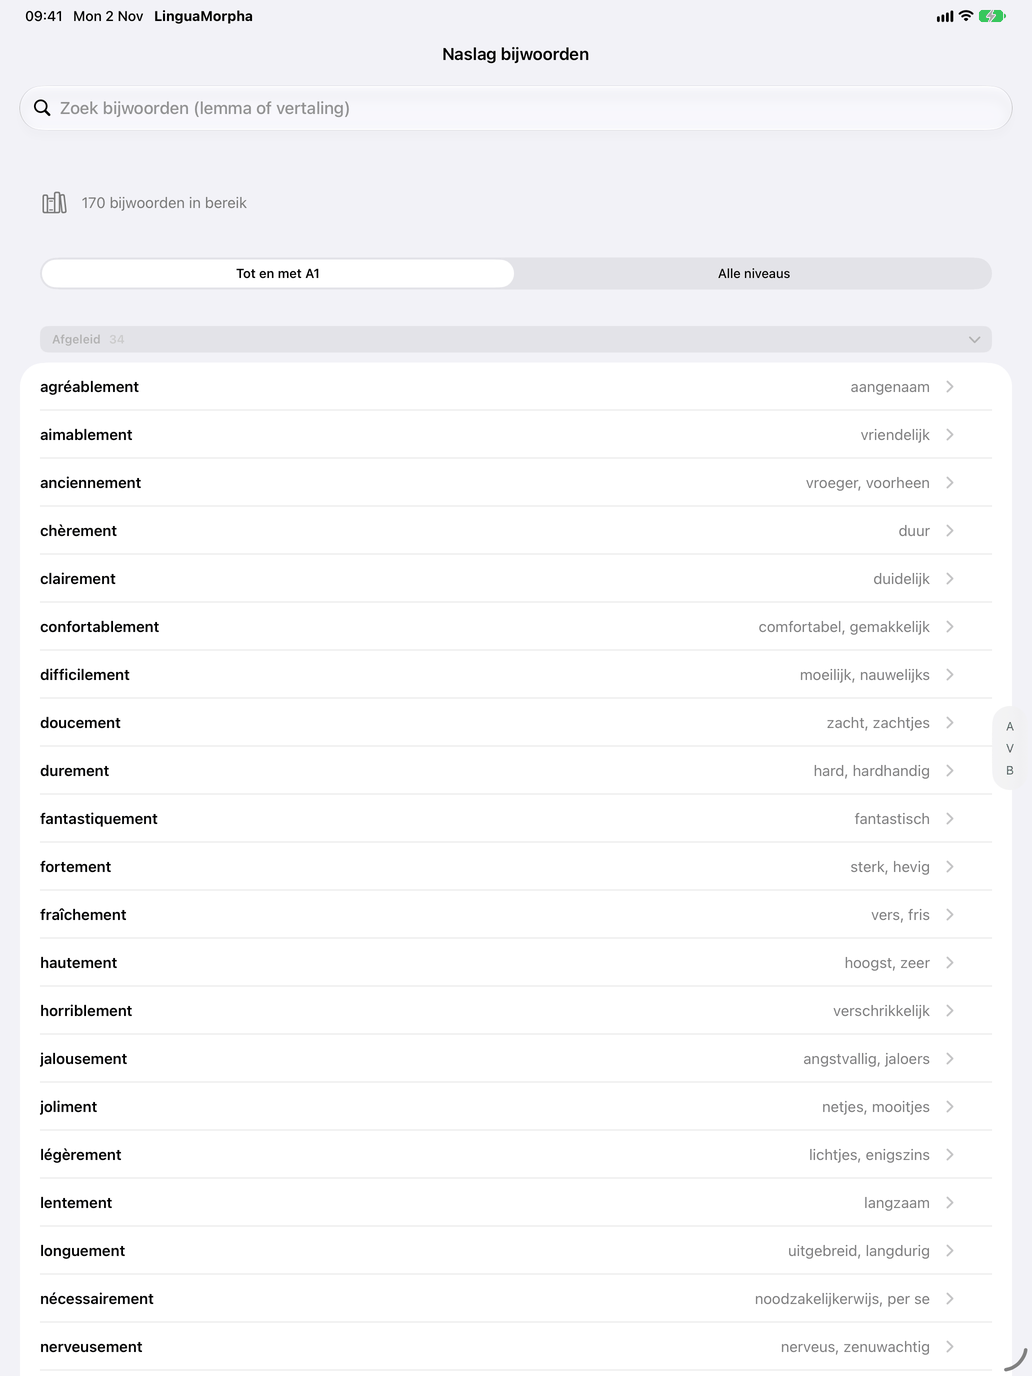 09:41 Mon 2 Nov LinguaMorpha
Naslag bijwoorden
Zoek bijwoorden (lemma of vertaling)
170 bijwoorden in bereik
Tot en met A1 Alle niveaus
Afgeleid 34
agréablement aangenaam
aimablement vriendelijk
anciennement vroeger, voorheen
chèrement duur
clairement duidelijk
confortablement comfortabel, gemakkelijk
difficilement moeilijk, nauwelijks
doucement zacht, zachtjes
A
V
durement hard, hardhandig
B
fantastiquement fantastisch
fortement sterk, hevig
fraîchement vers, fris
hautement hoogst, zeer
horriblement verschrikkelijk
jalousement angstvallig, jaloers
joliment netjes, mooitjes
légèrement lichtjes, enigszins
lentement langzaam
longuement uitgebreid, langdurig
nécessairement noodzakelijkerwijs, per se
nerveusement nerveus, zenuwachtig